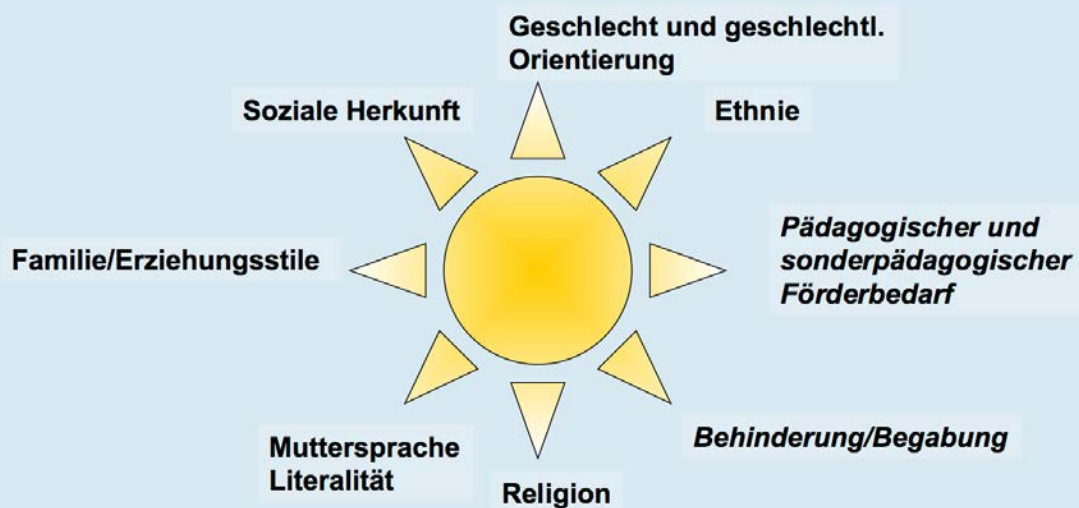 Geschlecht und geschlechtl.
Orientierung
Soziale Herkunft
Ethnie
Familie/Erziehungsstile
Pädagogischer und
sonderpädagogischer
Förderbedarf
Muttersprache
Literalität
Behinderung/Begabung
Religion